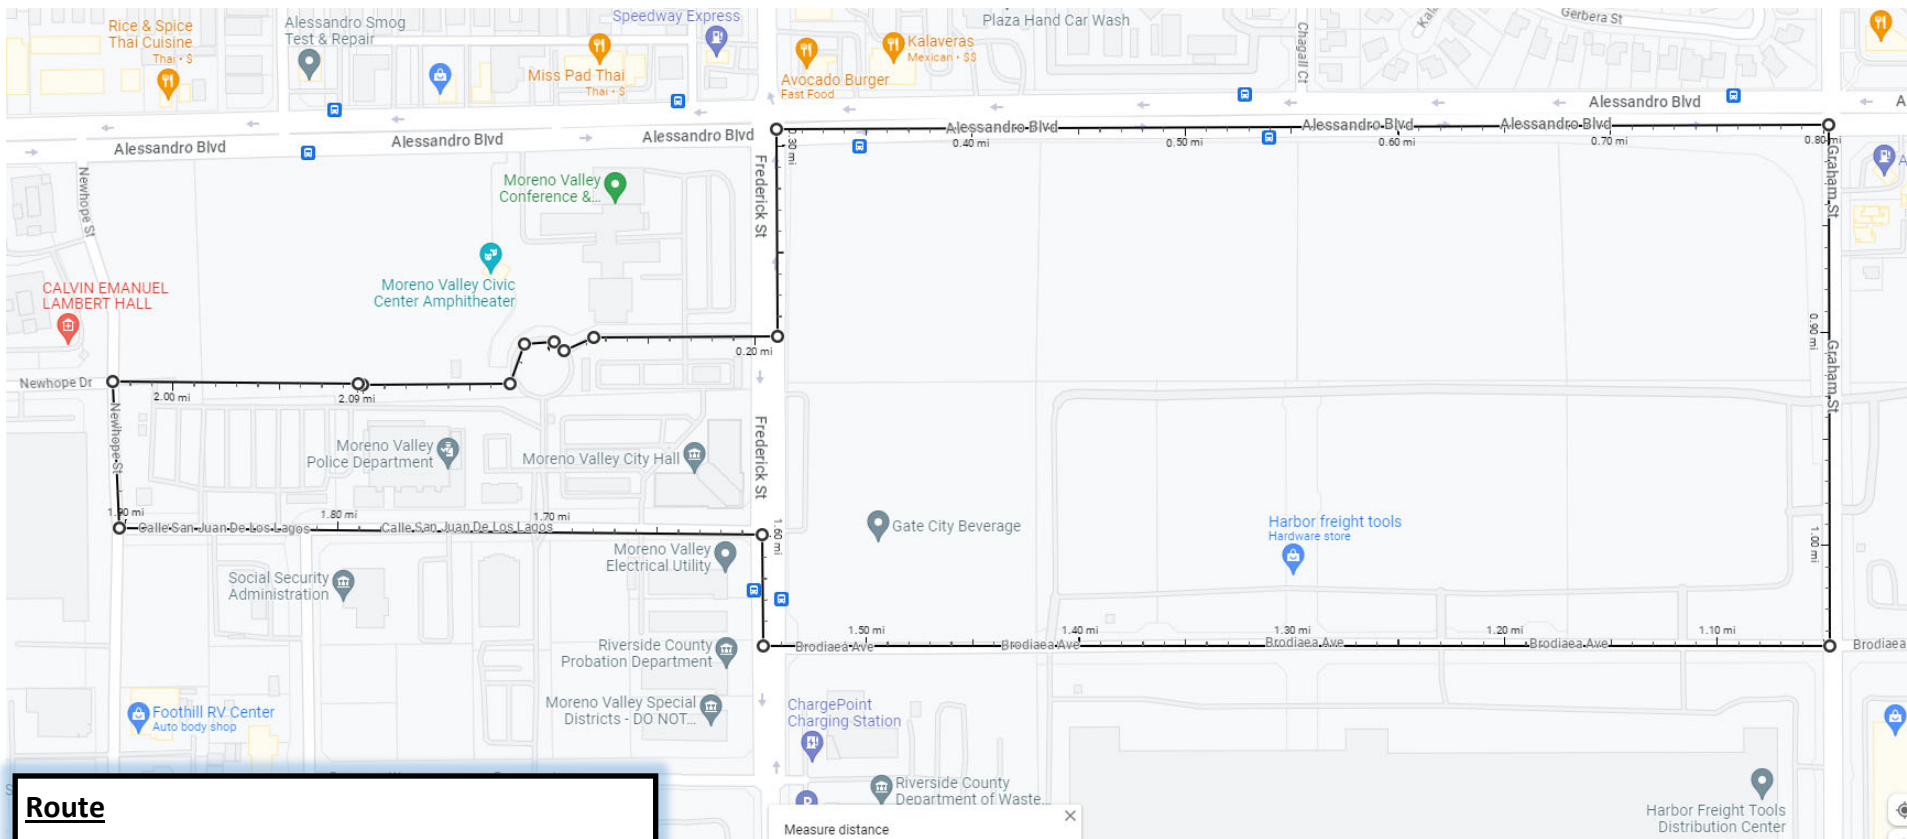 Rice & Spice
Thai Cuisine
Thai • $
Alessandro Smog
Test & Repair
Speedway Express
Miss Pad Thai
Thai • $
Kalaveras
Mexican • $$
Avocado Burger
Fast Food
Plaza Hand Car Wash
Chagall Ct
Gerbera St
Alessandro Blvd
Alessandro Blvd
Alessandro Blvd
Alessandro Blvd
Alessandro Blvd
Alessandro Blvd
Alessandro Blvd
0.30 mi
0.40 mi
0.50 mi
0.60 mi
0.70 mi
0.80 mi
Newhope St
Moreno Valley
Conference &...
Frederick St
Graham St
Moreno Valley Civic
Center Amphitheater
CALVIN EMANUEL
LAMBERT HALL
0.90 mi
Graham St
0.20 mi
Newhope Dr
2.00 mi
2.09 mi
Newhope St
Moreno Valley
Police Department
Moreno Valley City Hall
Frederick St
1.90 mi
1.80 mi
1.70 mi
1.60 mi
Calle San Juan De Los Lagos
Calle San Juan De Los Lagos
Gate City Beverage
Harbor freight tools
Hardware store
1.00 mi
Moreno Valley
Electrical Utility
Social Security
Administration
1.50 mi
1.40 mi
1.30 mi
1.20 mi
1.10 mi
Brodiaea Ave
Brodiaea Ave
Brodiaea Ave
Brodiaea Ave
Brodiaea
Riverside County
Probation Department
Moreno Valley Special
Districts - DO NOT...
ChargePoint
Charging Station
Foothill RV Center
Auto body shop
Riverside County
Department of Waste...
Harbor Freight Tools
Distribution Center
Route
Measure distance